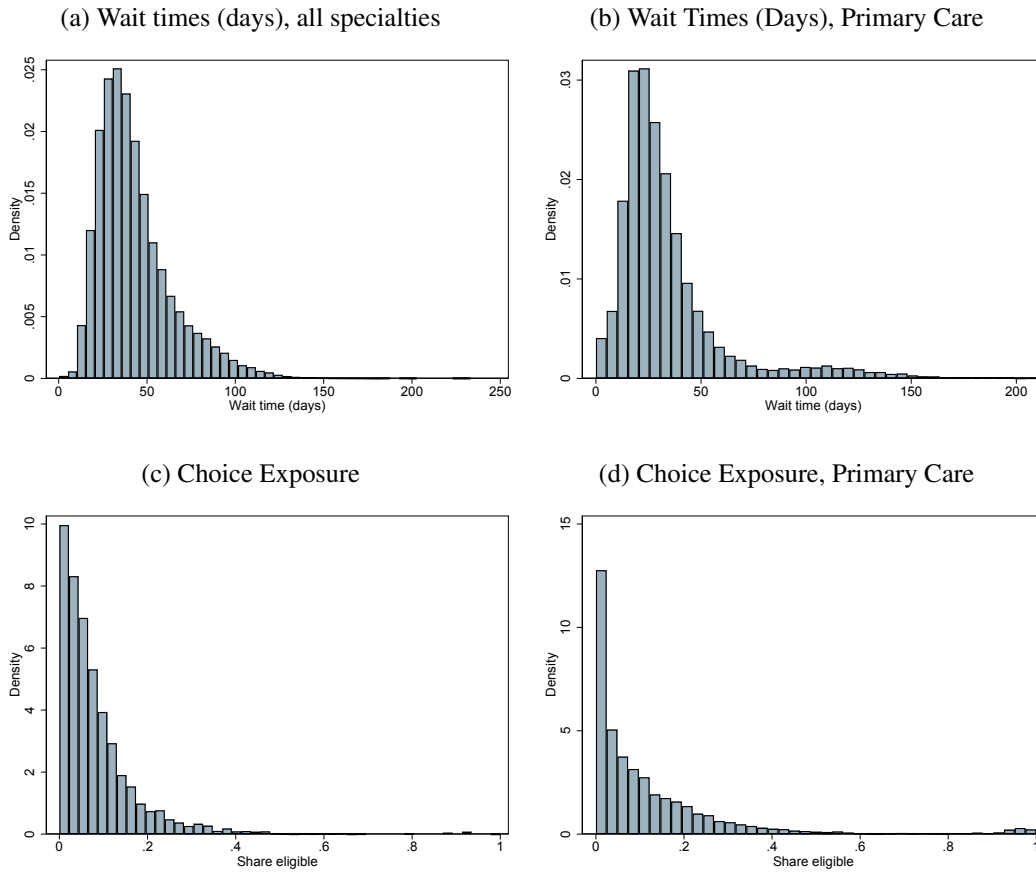 (a) Wait times (days), all specialties
.025
.02
.015
.01
.005
0
Density
0 50 100 150 200 250
Wait time (days)
(b) Wait Times (Days), Primary Care
.03
.02
.01
0
Density
0 50 100 150 200
Wait time (days)
(c) Choice Exposure
10
8
6
4
2
0
Density
0 .2 .4 .6 .8 1
Share eligible
(d) Choice Exposure, Primary Care
15
10
5
0
Density
0 .2 .4 .6 .8 1
Share eligible